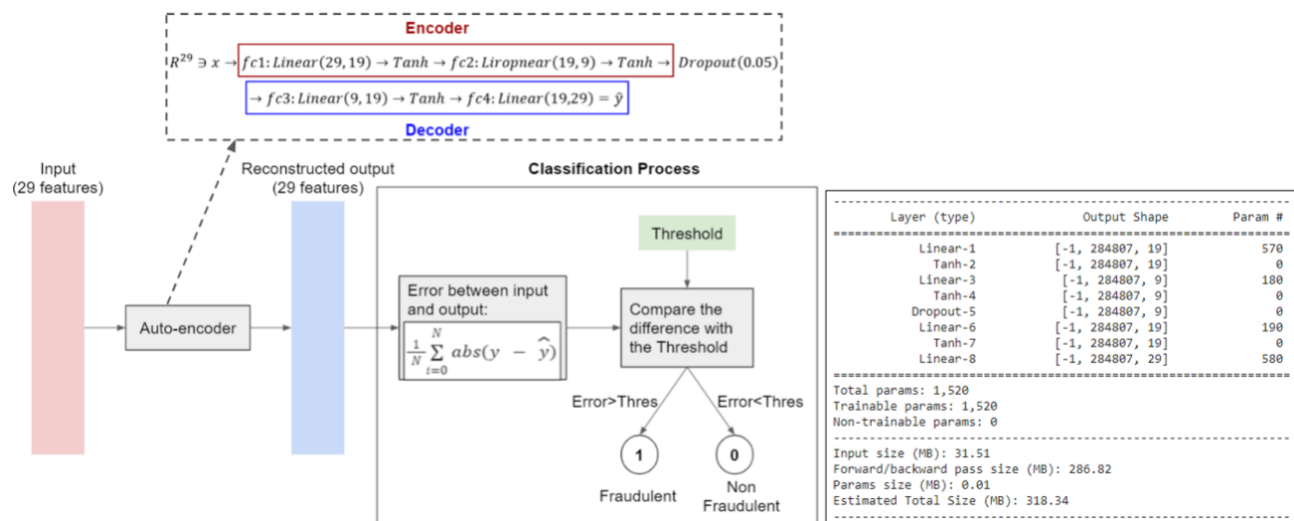 Encoder
R^29 ∋ x → fc1: Linear(29, 19) → Tanh → fc2: Liropnear(19, 9) → Tanh → Dropout(0.05)
→ fc3: Linear(9, 19) → Tanh → fc4: Linear(19,29) = ŷ
Decoder
Input
(29 features)
Reconstructed output
(29 features)
Auto-encoder
Classification Process
Threshold
Error between input
and output:
1/N ∑_{i=0}^{N} abs(y − ŷ)
Compare the
difference with
the Threshold
Error>Thres
Error<Thres
1
0
Fraudulent
Non
Fraudulent
----------------------------------------------------------------
Layer (type) Output Shape Param #
================================================================
Linear-1 [-1, 284807, 19] 570
Tanh-2 [-1, 284807, 19] 0
Linear-3 [-1, 284807, 9] 180
Tanh-4 [-1, 284807, 9] 0
Dropout-5 [-1, 284807, 9] 0
Linear-6 [-1, 284807, 19] 190
Tanh-7 [-1, 284807, 19] 0
Linear-8 [-1, 284807, 29] 580
================================================================
Total params: 1,520
Trainable params: 1,520
Non-trainable params: 0
----------------------------------------------------------------
Input size (MB): 31.51
Forward/backward pass size (MB): 286.82
Params size (MB): 0.01
Estimated Total Size (MB): 318.34
----------------------------------------------------------------